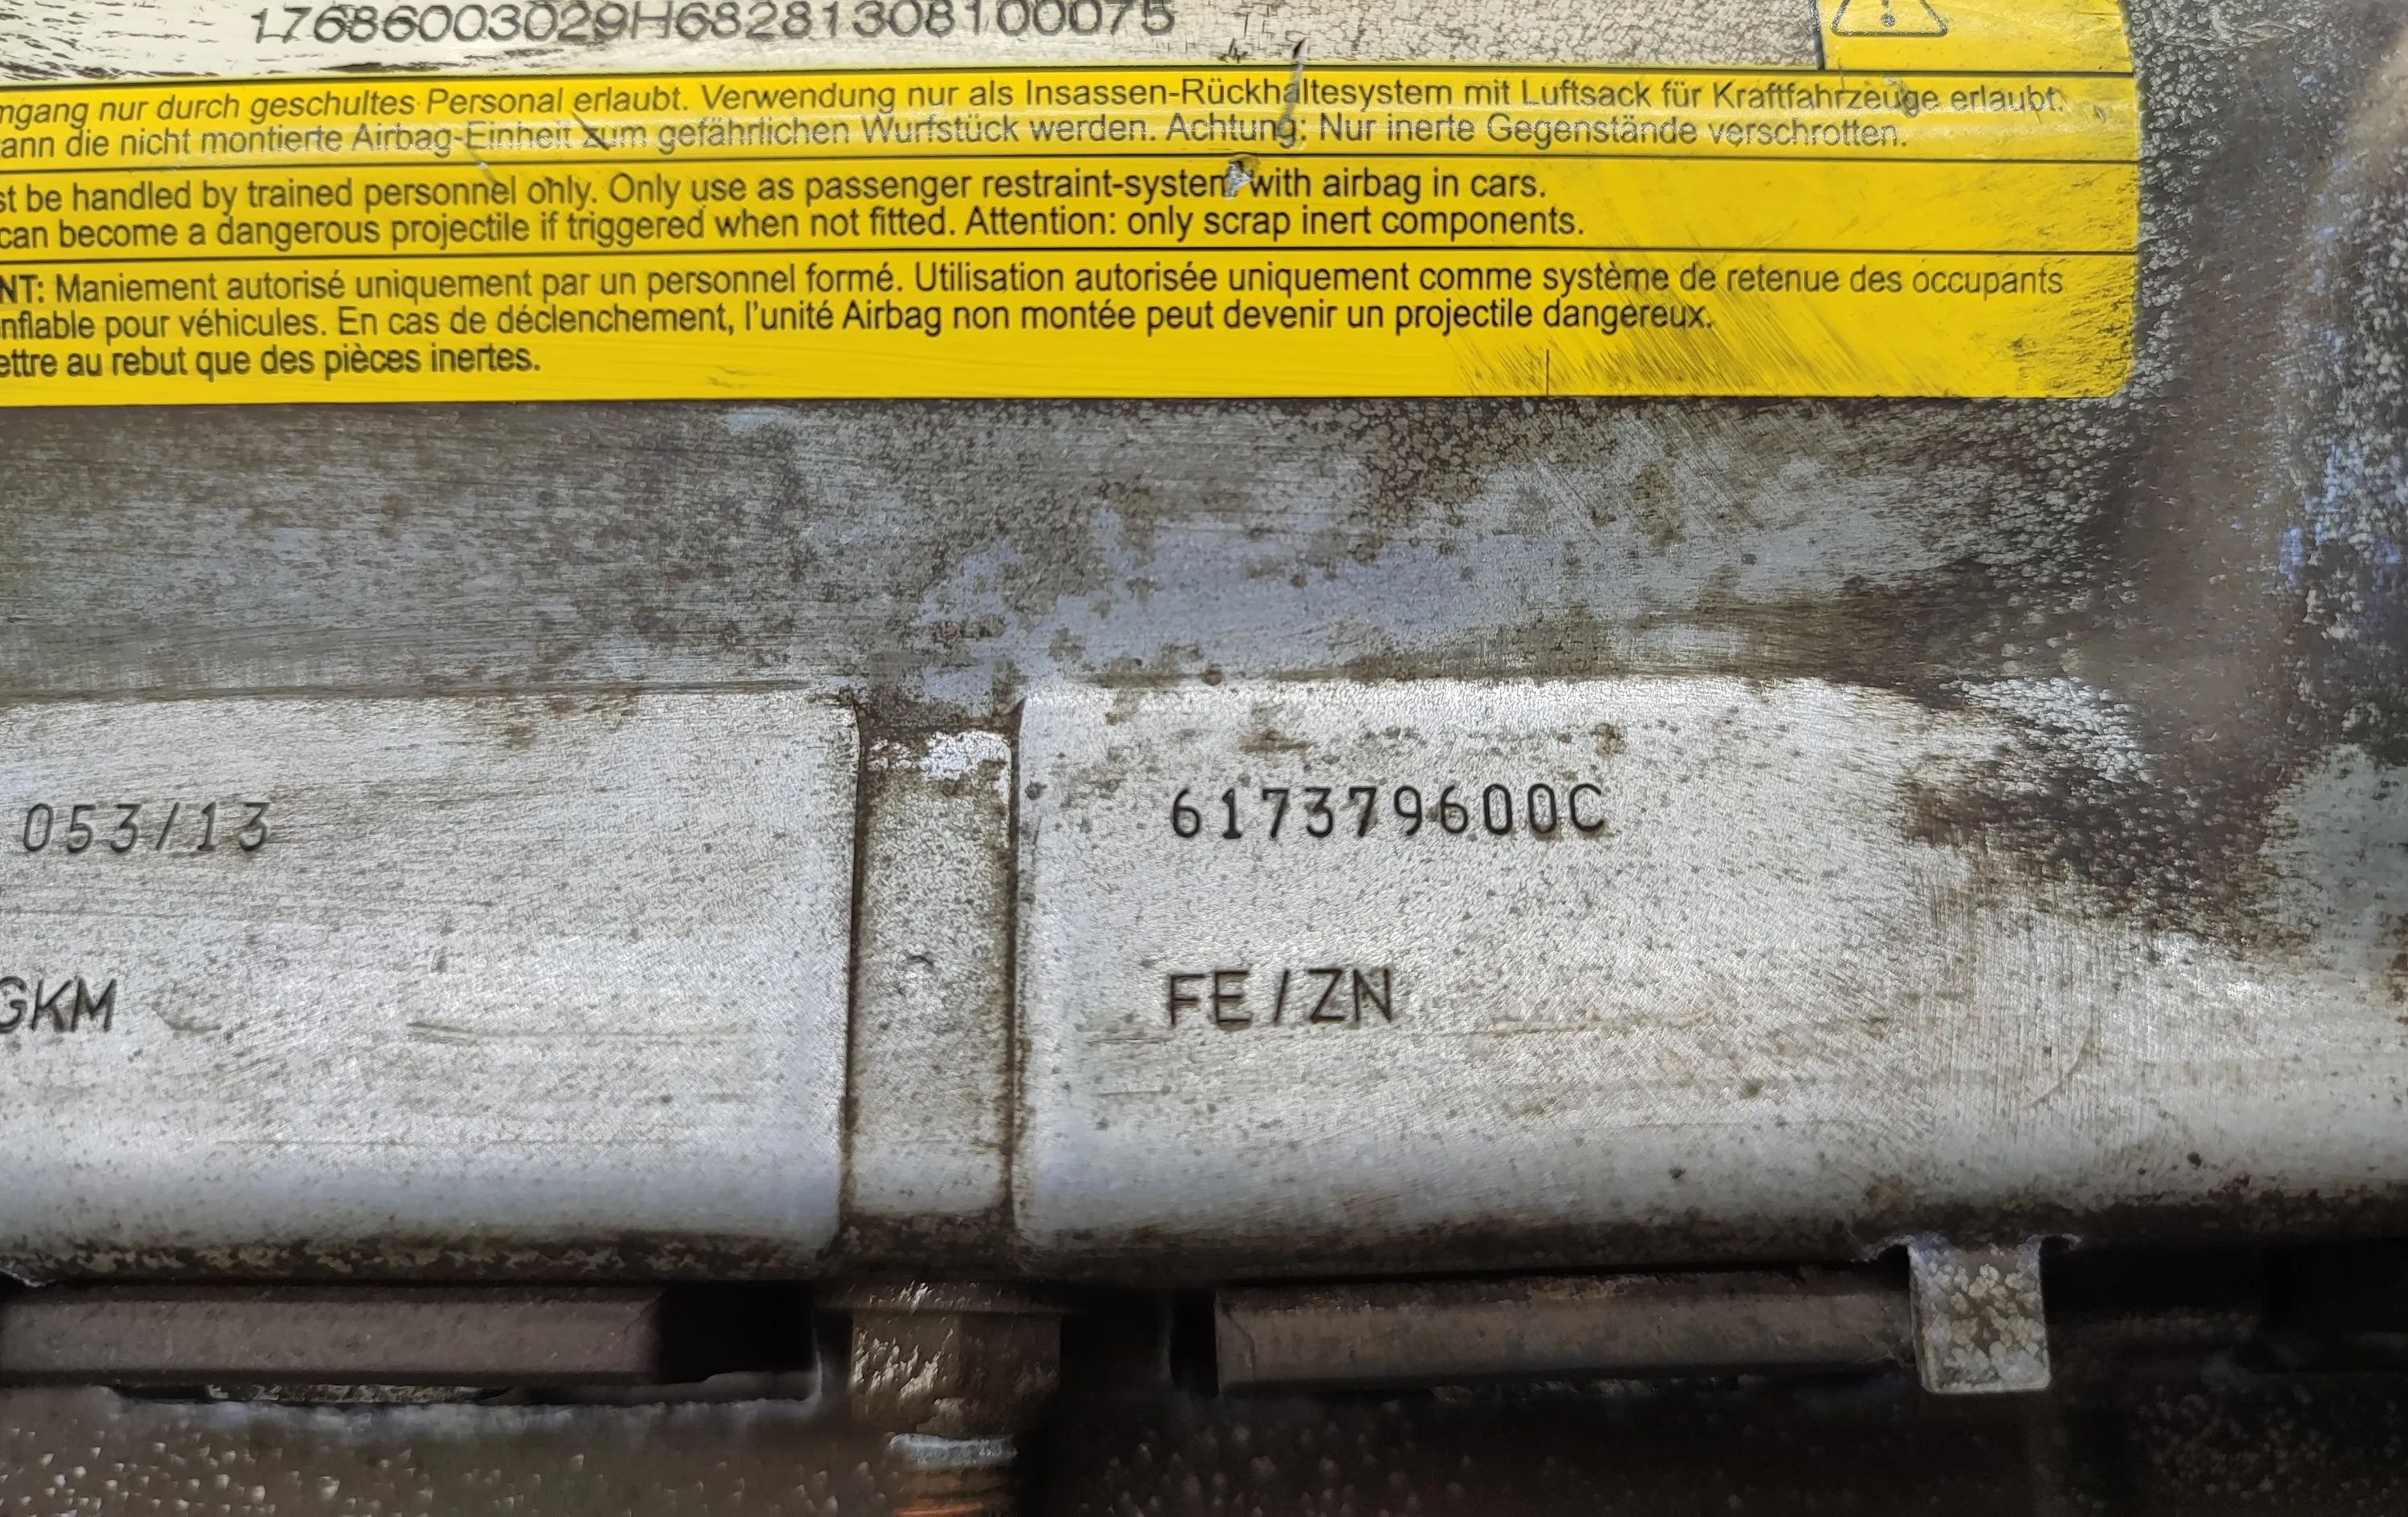 17686003029H68281308100075
ngang nur durch geschultes Personal erlaubt. Verwendung nur als Insassen-Rückhaltesystem mit Luftsack für Kraftfahrzeuge erlaubt.
ann die nicht montierte Airbag-Einheit zum gefährlichen Wurfstück werden. Achtung: Nur inerte Gegenstände verschrotten.
st be handled by trained personnel only. Only use as passenger restraint-system with airbag in cars.
can become a dangerous projectile if triggered when not fitted. Attention: only scrap inert components.
NT: Maniement autorisé uniquement par un personnel formé. Utilisation autorisée uniquement comme système de retenue des occupants
nflable pour véhicules. En cas de déclenchement, l'unité Airbag non montée peut devenir un projectile dangereux.
ettre au rebut que des pièces inertes.
053/13 617379600C
GKM FE/ZN